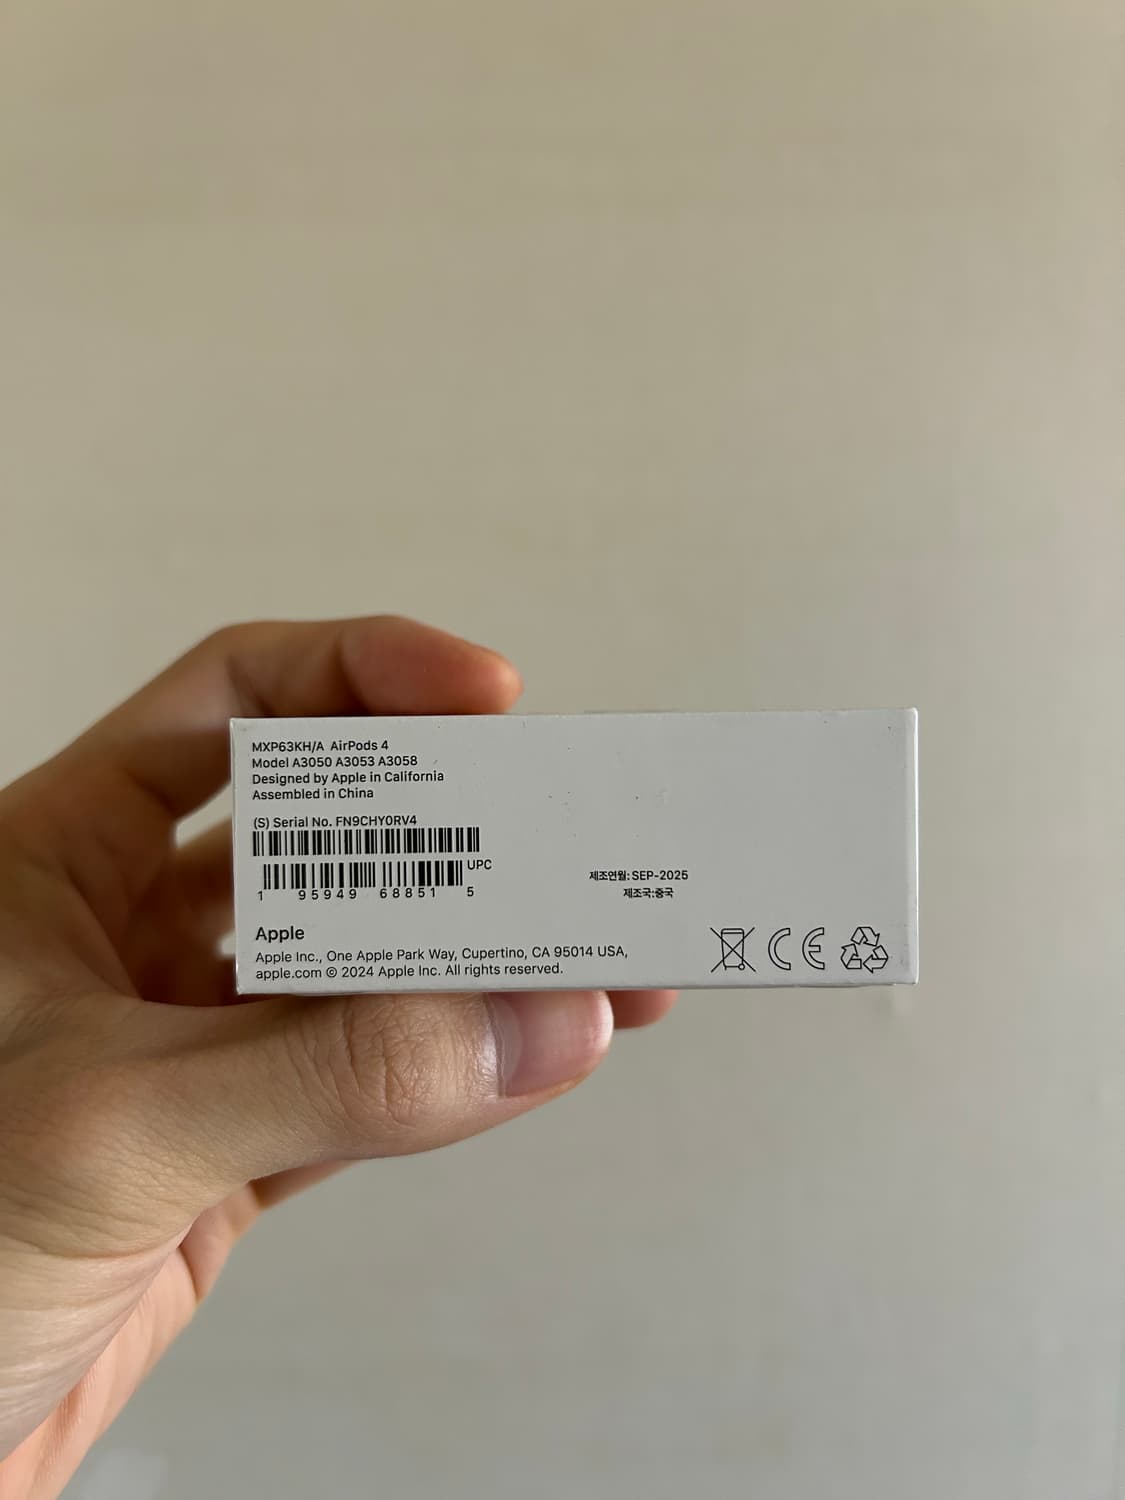 MXP63KH/A AirPods 4
Model A3050 A3053 A3058
Designed by Apple in California
Assembled in China
(S) Serial No. FN9CHY0RV4
UPC
1 95949 68851 5
제조연월: SEP-2025
제조국:중국
Apple
Apple Inc., One Apple Park Way, Cupertino, CA 95014 USA,
apple.com © 2024 Apple Inc. All rights reserved.
CE